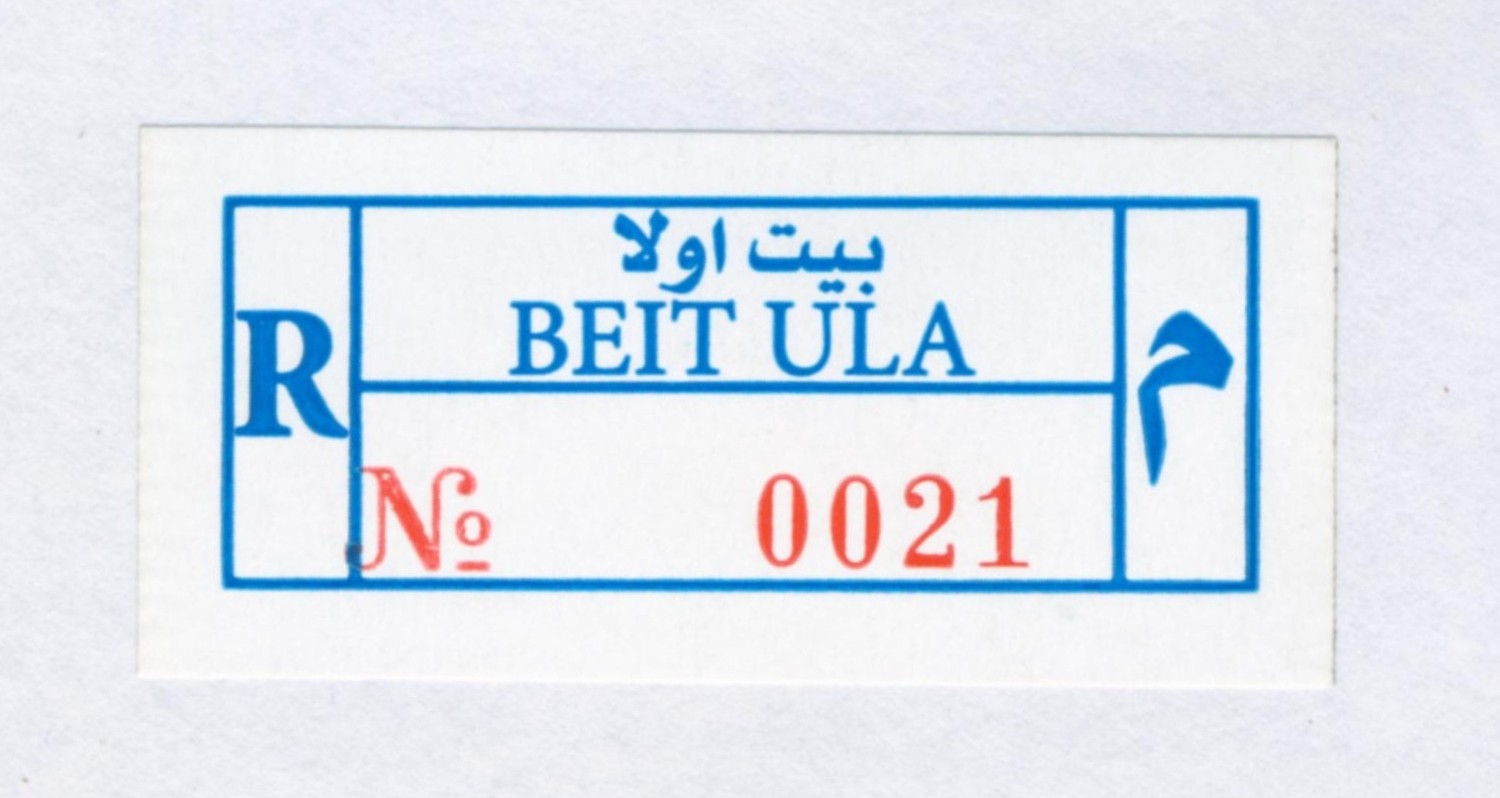 بيت اولا
BEIT ULA
R
م
№ 0021